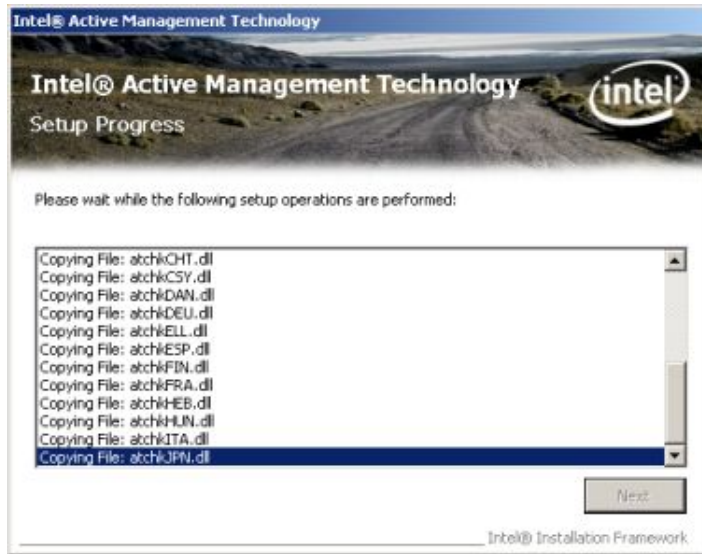 Intel® Active Management Technology
Intel® Active Management Technology
intel
Setup Progress
Please wait while the following setup operations are performed:
Copying File: atchkCHT.dll
Copying File: atchkCSY.dll
Copying File: atchkDAN.dll
Copying File: atchkDEU.dll
Copying File: atchkELL.dll
Copying File: atchkESP.dll
Copying File: atchkFIN.dll
Copying File: atchkFRA.dll
Copying File: atchkHEB.dll
Copying File: atchkHUN.dll
Copying File: atchkITA.dll
Copying File: atchkJPN.dll
Next
Intel® Installation Framework